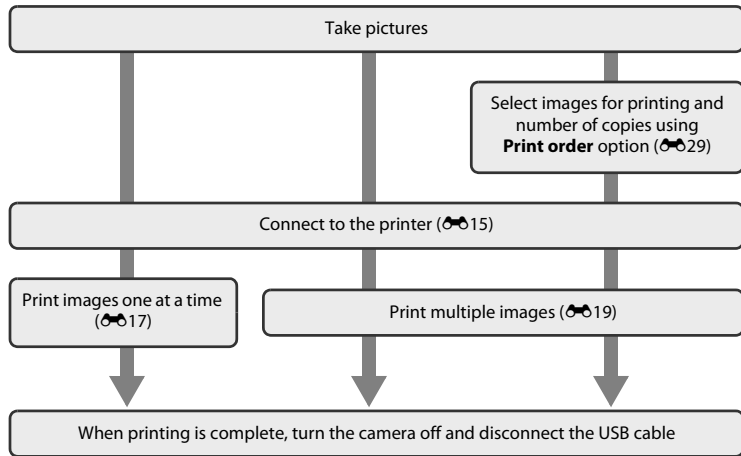 Take pictures
Select images for printing and
number of copies using
Print order option (29)
Connect to the printer (15)
Print images one at a time
(17)
Print multiple images (19)
When printing is complete, turn the camera off and disconnect the USB cable